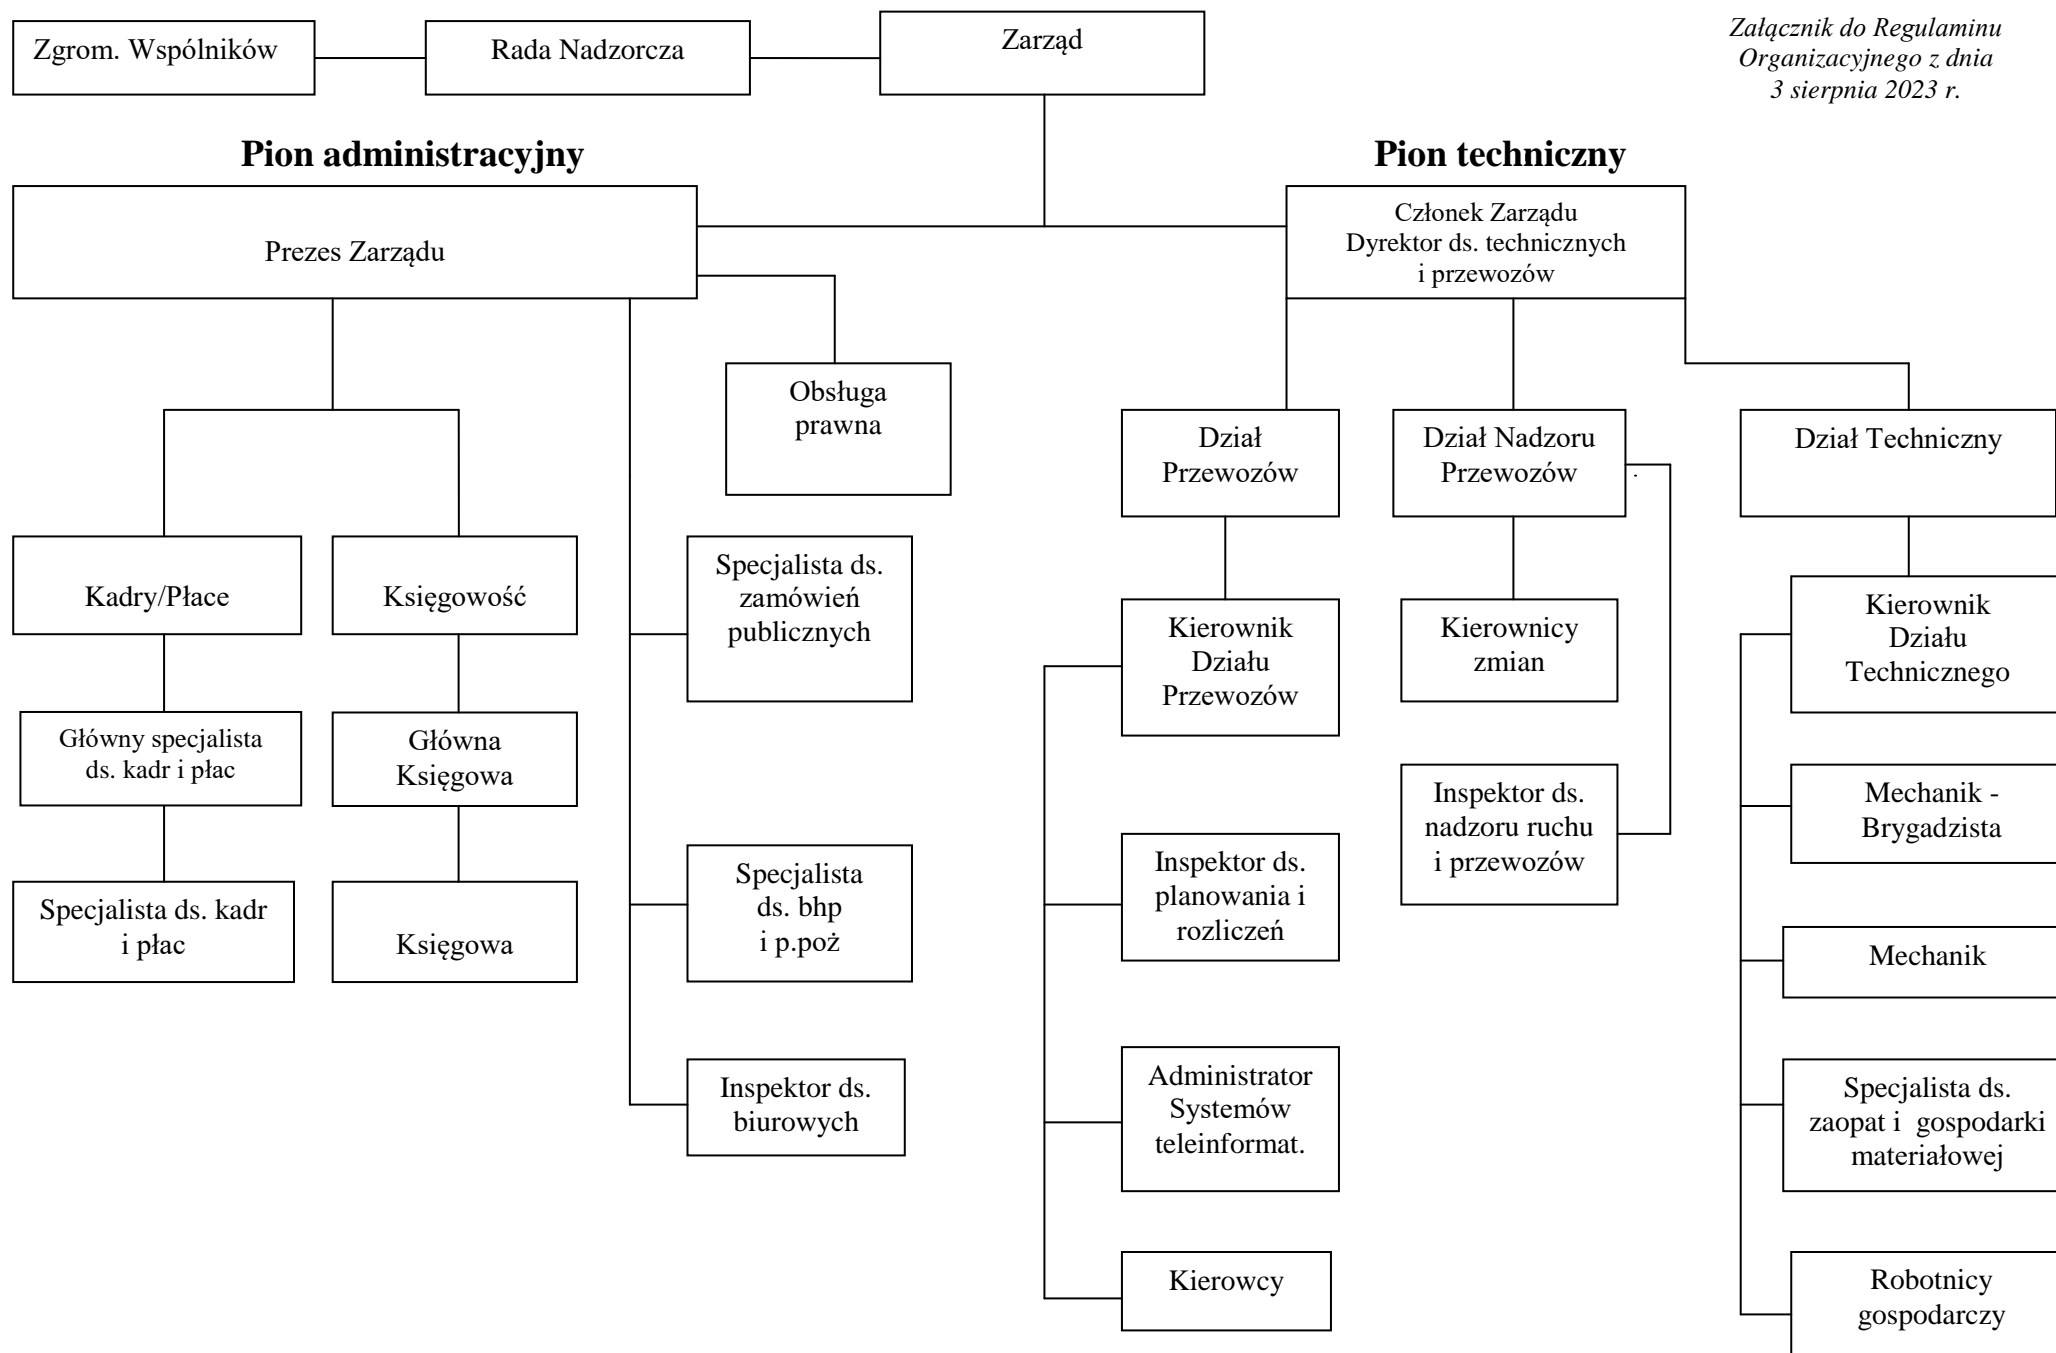 Zgrom. Wspólników
Rada Nadzorcza
Zarząd
Załącznik do Regulaminu
Organizacyjnego z dnia
3 sierpnia 2023 r.
Pion administracyjny
Pion techniczny
Prezes Zarządu
Członek Zarządu
Dyrektor ds. technicznych
i przewozów
Obsługa
prawna
Dział
Przewozów
Dział Nadzoru
Przewozów
.
Dział Techniczny
Kadry/Płace
Księgowość
Specjalista ds.
zamówień
publicznych
Kierownik
Działu
Przewozów
Kierownicy
zmian
Kierownik
Działu
Technicznego
Główny specjalista
ds. kadr i płac
Główna
Księgowa
Inspektor ds.
nadzoru ruchu
i przewozów
Mechanik -
Brygadzista
Specjalista ds. kadr
i płac
Księgowa
Specjalista
ds. bhp
i p.poż
Inspektor ds.
planowania i
rozliczeń
Mechanik
Inspektor ds.
biurowych
Administrator
Systemów
teleinformat.
Specjalista ds.
zaopat i  gospodarki
materiałowej
Kierowcy
Robotnicy
gospodarczy